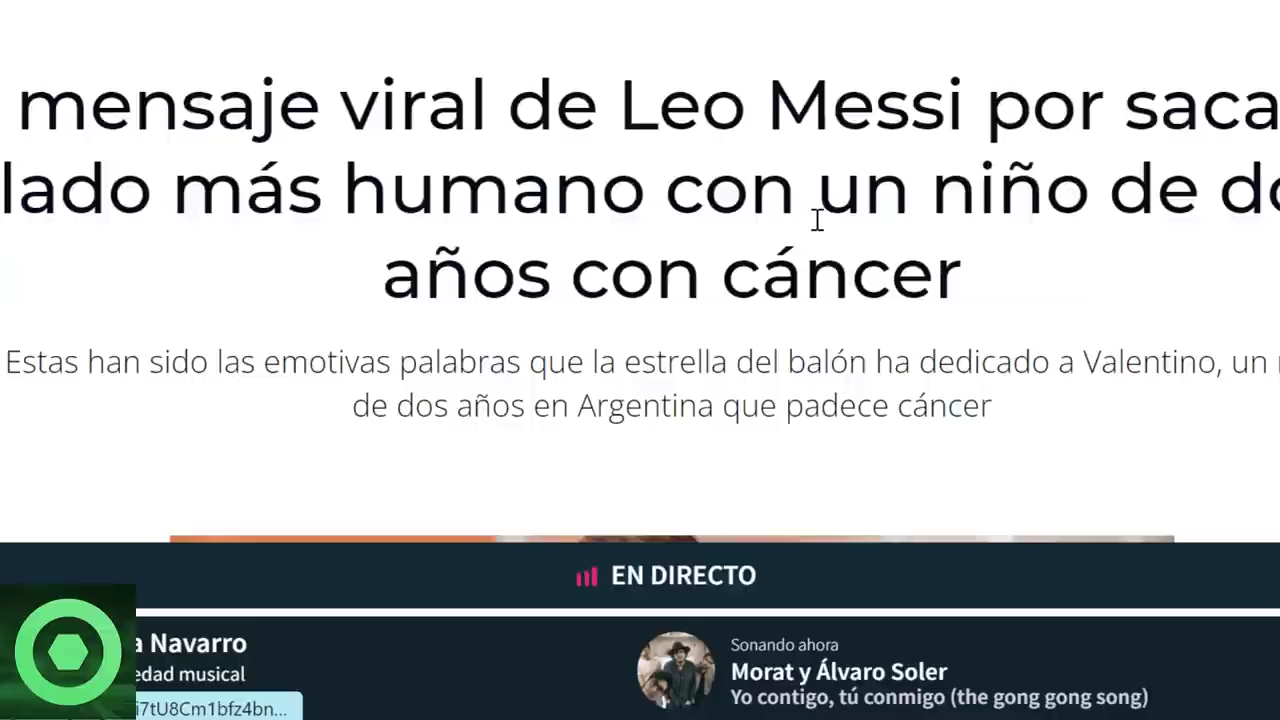 mensaje viral de Leo Messi por saca
lado más humano con un niño de do
años con cáncer
Estas han sido las emotivas palabras que la estrella del balón ha dedicado a Valentino, un
de dos años en Argentina que padece cáncer
EN DIRECTO
a Navarro
edad musical
i7tU8Cm1bfz4bn...
Sonando ahora
Morat y Álvaro Soler
Yo contigo, tú conmigo (the gong gong song)